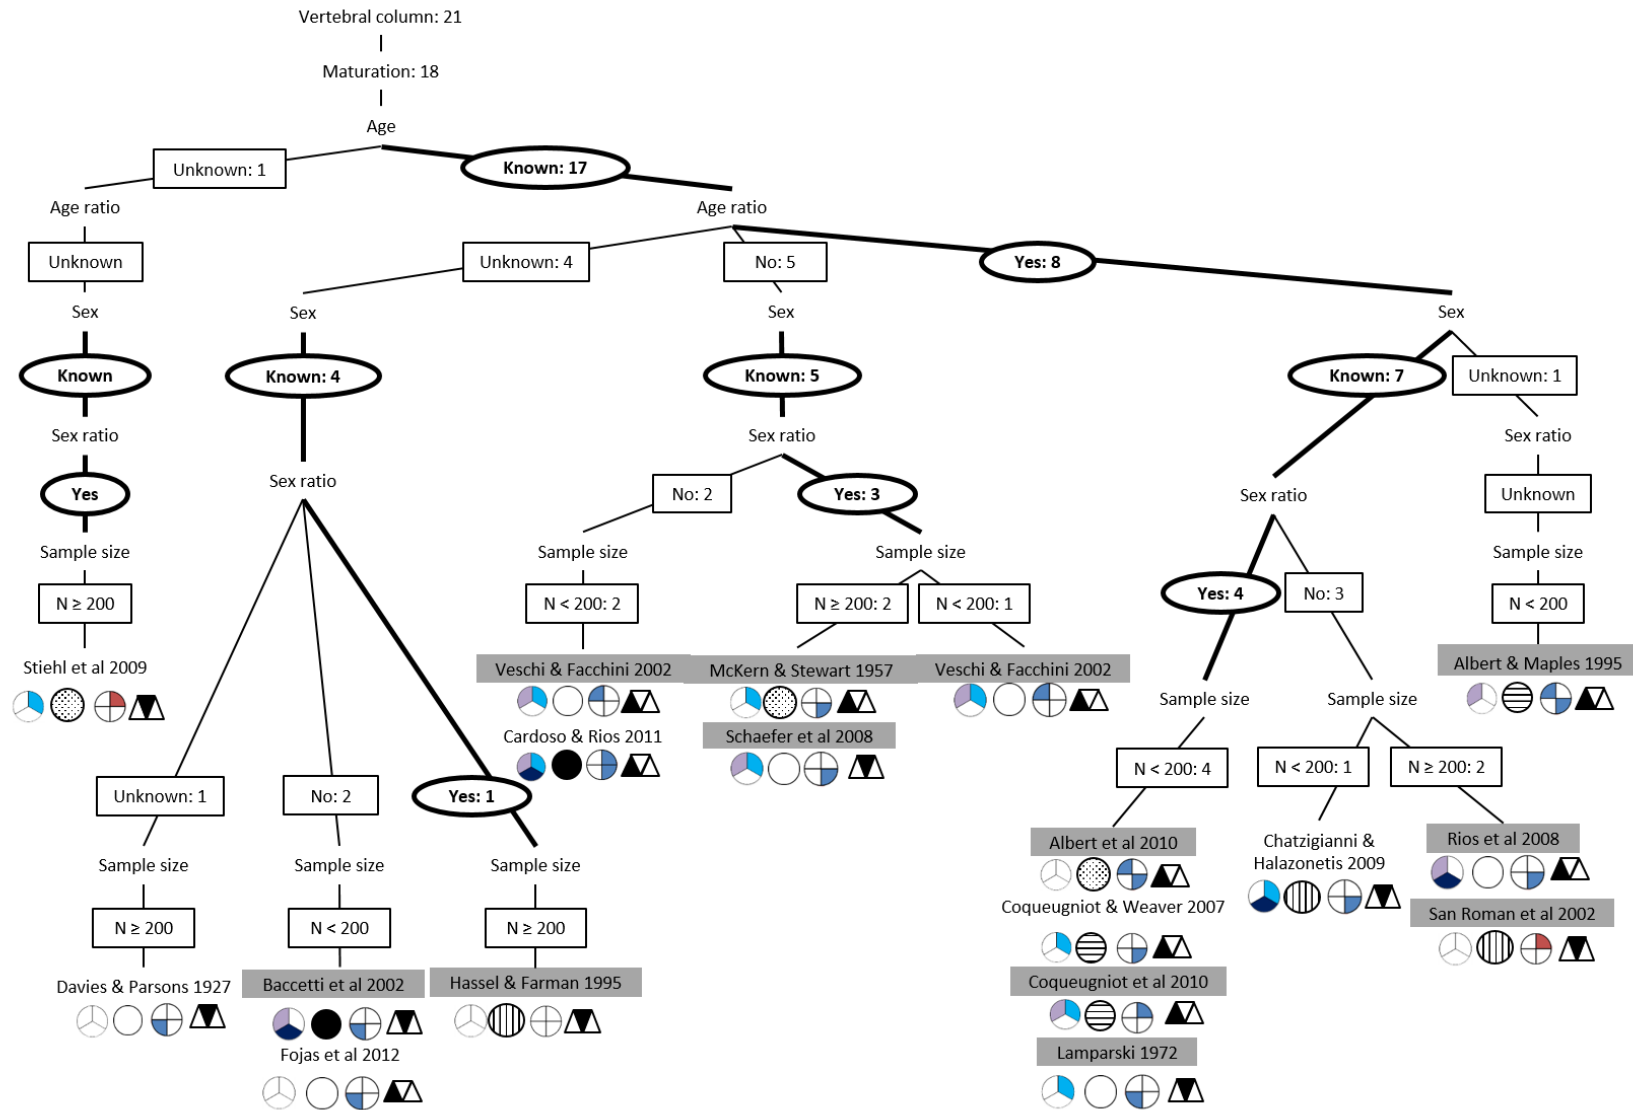 Vertebral column: 21
Maturation: 18
Age
Unknown: 1
Known: 17
Age ratio
Age ratio
Unknown
Unknown: 4
No: 5
Yes: 8
Sex
Sex
Sex
Sex
Known
Known: 4
Known: 5
Known: 7
Unknown: 1
Sex ratio
Sex ratio
Sex ratio
Sex ratio
Sex ratio
Yes
No: 2
Yes: 3
Unknown
Sample size
Sample size
Sample size
Sample size
N ≥ 200
N < 200: 2
N ≥ 200: 2
N < 200: 1
Yes: 4
No: 3
N < 200
Stiehl et al 2009
Veschi & Facchini 2002
McKern & Stewart 1957
Veschi & Facchini 2002
Albert & Maples 1995
Sample size
Sample size
Cardoso & Rios 2011
Schaefer et al 2008
N < 200: 4
N < 200: 1
N ≥ 200: 2
Unknown: 1
No: 2
Yes: 1
Albert et al 2010
Chatzigianni &
Halazonetis 2009
Rios et al 2008
Sample size
Sample size
Sample size
Coqueugniot & Weaver 2007
San Roman et al 2002
N ≥ 200
N < 200
N ≥ 200
Davies & Parsons 1927
Baccetti et al 2002
Hassel & Farman 1995
Coqueugniot et al 2010
Fojas et al 2012
Lamparski 1972